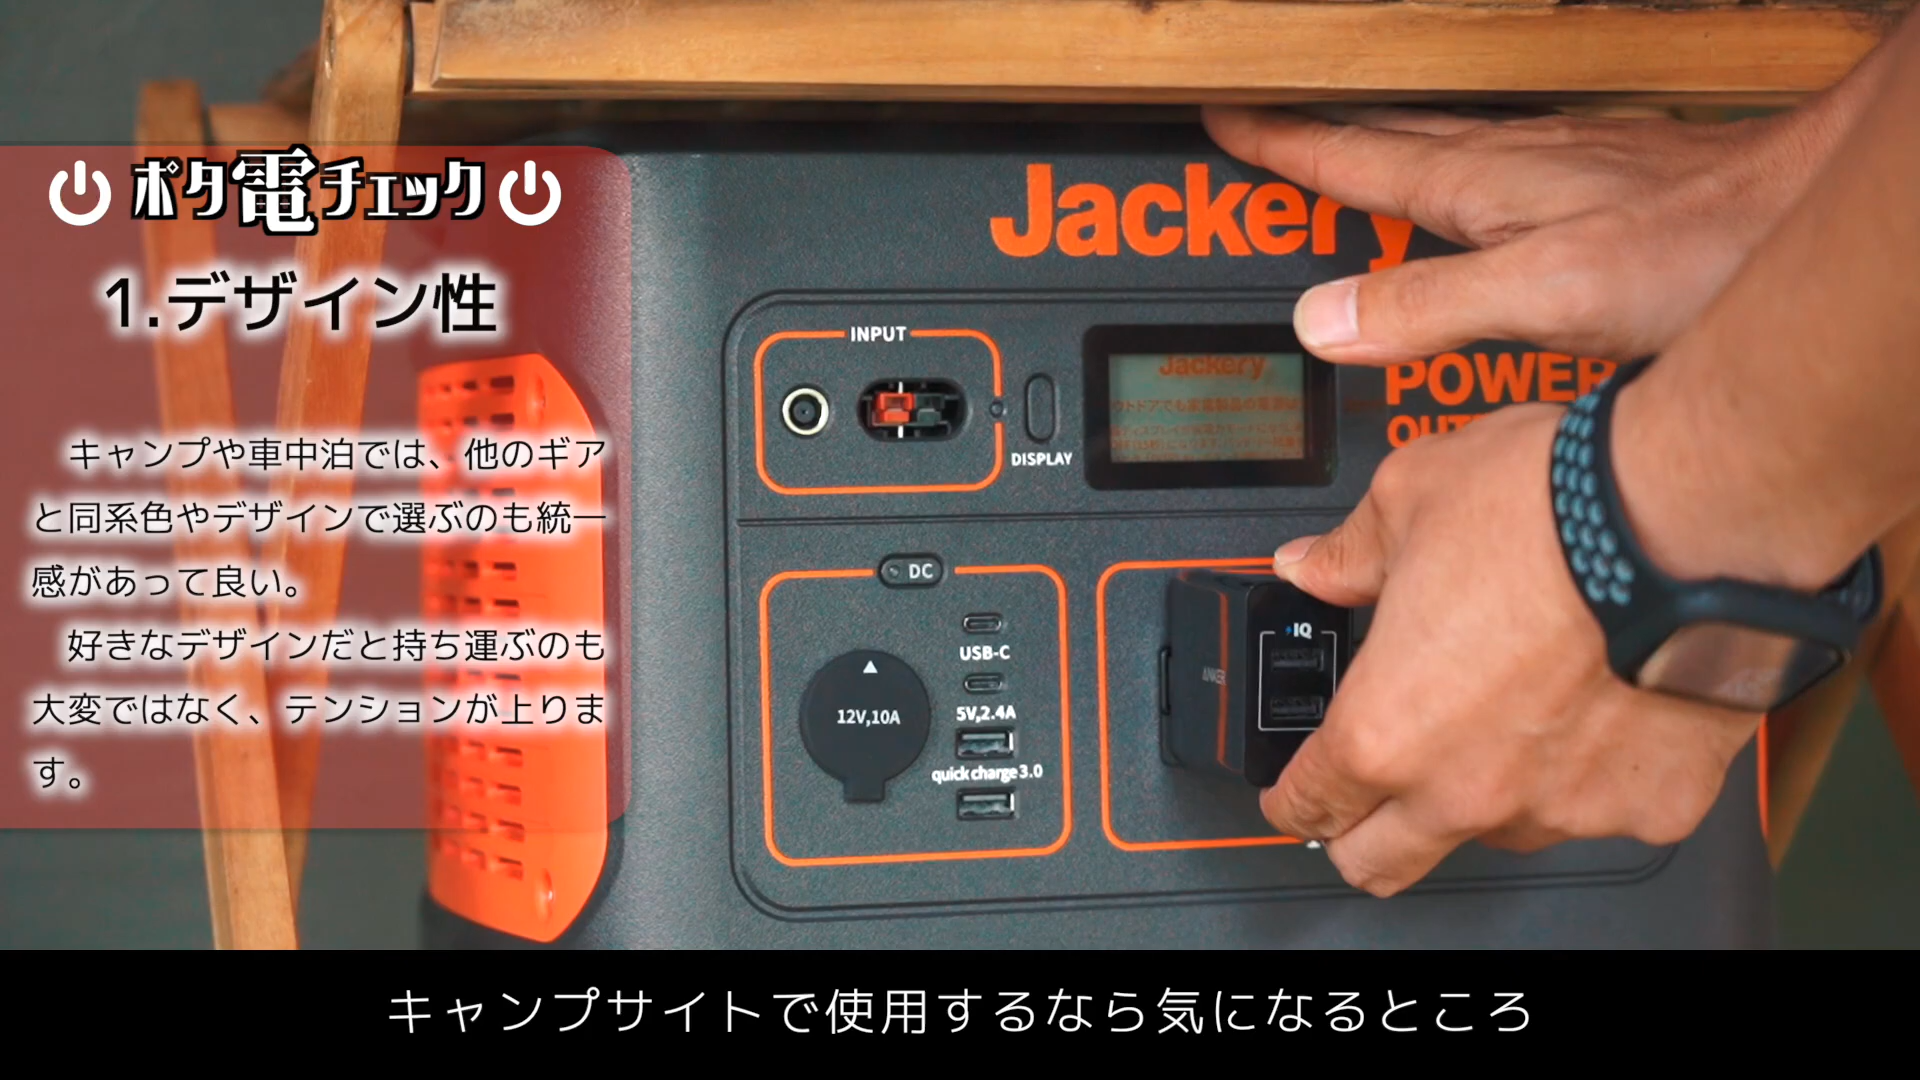 ポタ電チェック
1.デザイン性
キャンプや車中泊では、他のギア
と同系色やデザインで選ぶのも統一
感があって良い。
好きなデザインだと持ち運ぶのも
大変ではなく、テンションが上りま
す。
Jackery
INPUT
DISPLAY
Jackery
POWER
DC
USB-C
12V,10A
5V,2.4A
quick charge 3.0
IQ
ANKER
キャンプサイトで使用するなら気になるところ